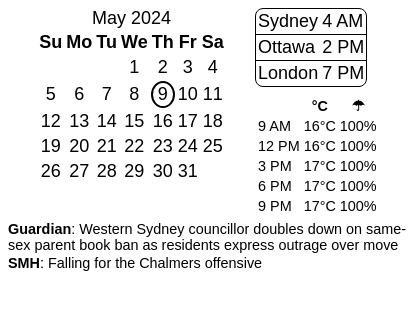 May 2024
Su Mo Tu We Th Fr Sa
1 2 3 4
5 6 7 8 9 10 11
12 13 14 15 16 17 18
19 20 21 22 23 24 25
26 27 28 29 30 31
Sydney 4 AM
Ottawa 2 PM
London 7 PM
°C ☂
9 AM 16°C 100%
12 PM 16°C 100%
3 PM 17°C 100%
6 PM 17°C 100%
9 PM 17°C 100%
Guardian: Western Sydney councillor doubles down on same-
sex parent book ban as residents express outrage over move
SMH: Falling for the Chalmers offensive